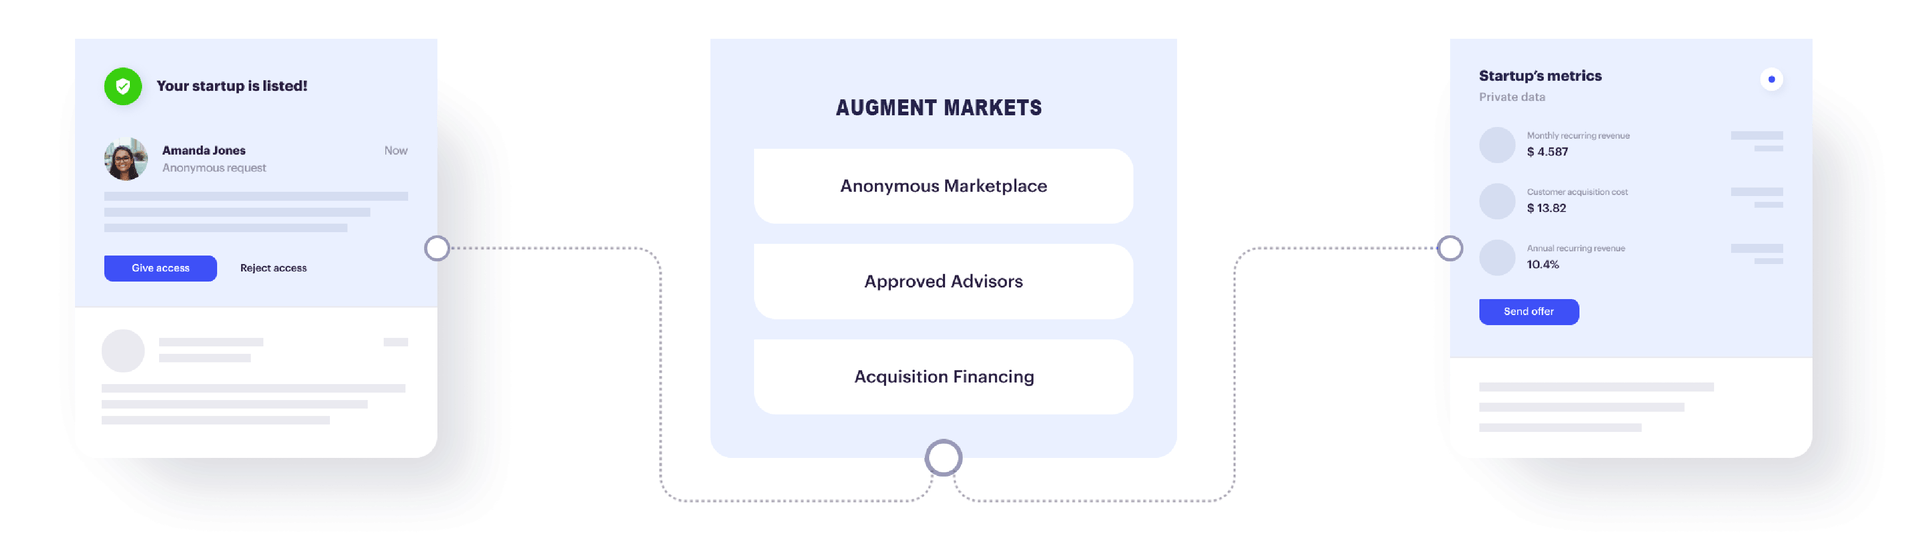 Your startup is listed!
Amanda Jones
Now
Anonymous request
Give access
Reject access
AUGMENT MARKETS
Anonymous Marketplace
Approved Advisors
Acquisition Financing
Startup's metrics
Private data
Monthly recurring revenue
$ 4.587
Customer acquisition cost
$ 13.82
Annual recurring revenue
10.4%
Send offer